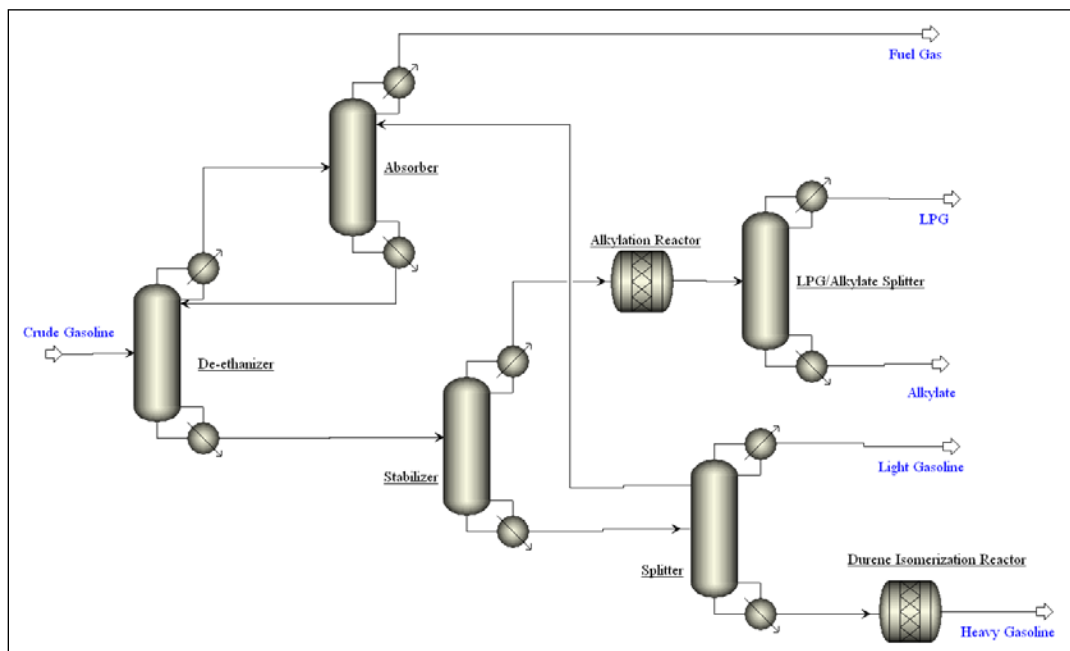 Fuel Gas
Absorber
Alkylation Reactor
LPG
LPG/Alkylate Splitter
Crude Gasoline
De-ethanizer
Alkylate
Light Gasoline
Stabilizer
Splitter
Durene Isomerization Reactor
Heavy Gasoline